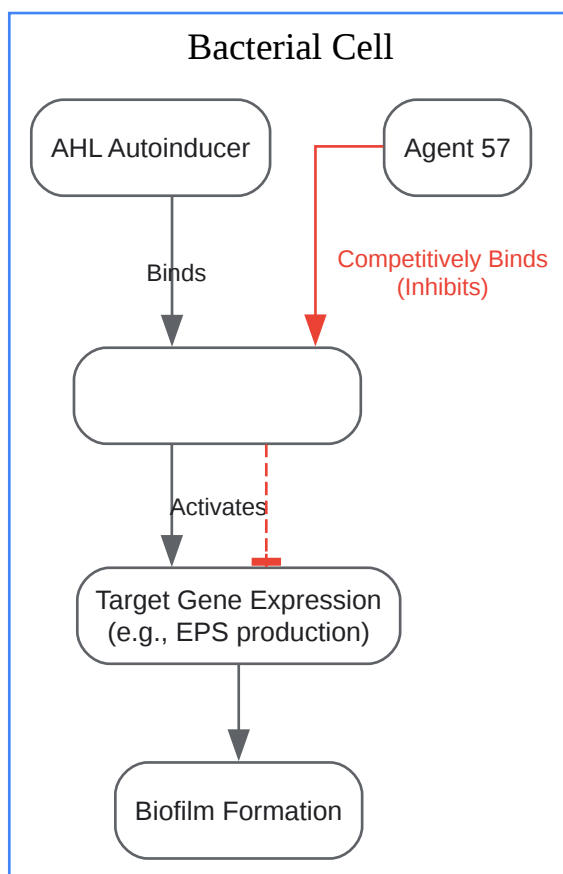 Bacterial Cell
AHL Autoinducer
Agent 57
Binds
Competitively Binds
(Inhibits)
Activates
Target Gene Expression
(e.g., EPS production)
Biofilm Formation